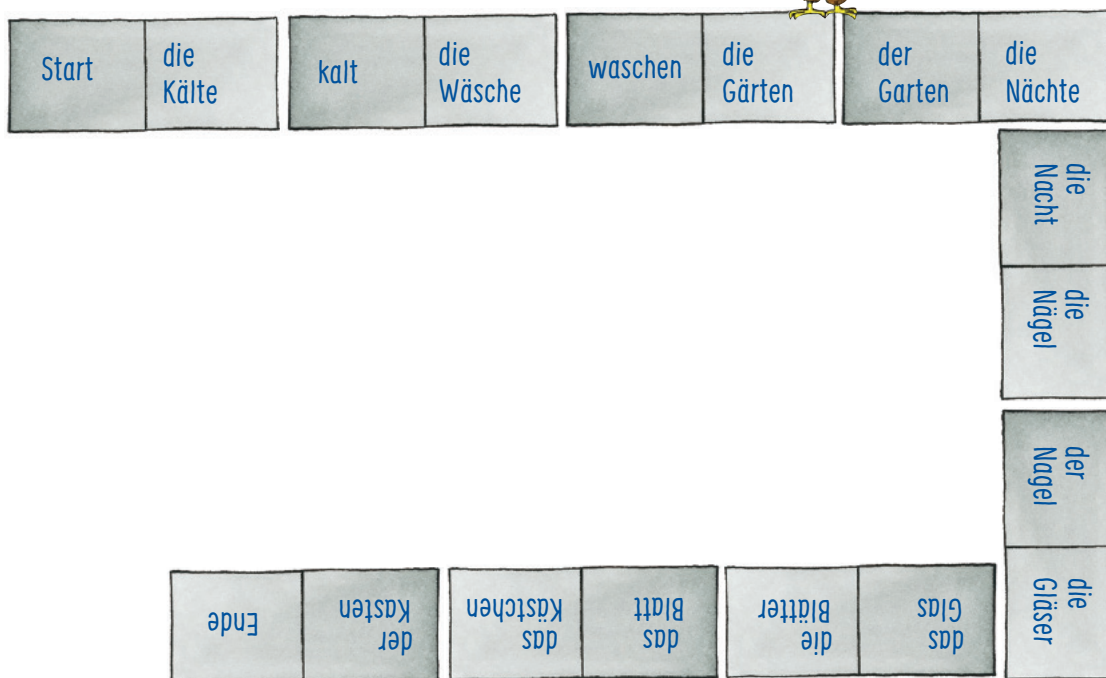 Start
die
Kälte
kalt
die
Wäsche
waschen
die
Gärten
der
Garten
die
Nächte
die
Nacht
die
Nägel
der
Nagel
die
Gläser
das
Glas
die
Blätter
das
Blatt
das
Kästchen
der
Kasten
Ende